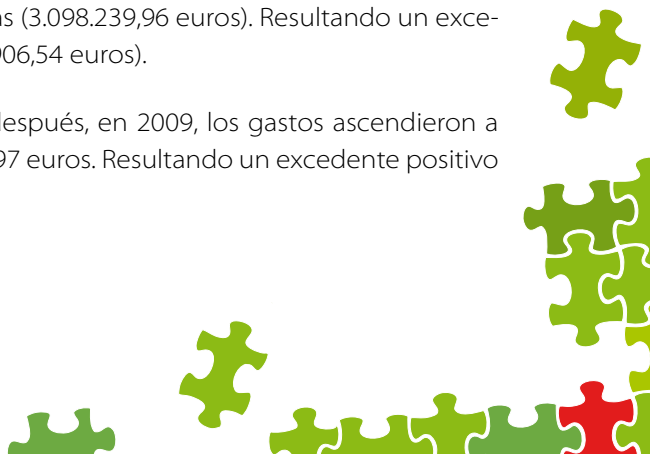 (3.098.239,96 euros). Resultando un exce-
906,54 euros).
después, en 2009, los gastos ascendieron a
97 euros. Resultando un excedente positivo